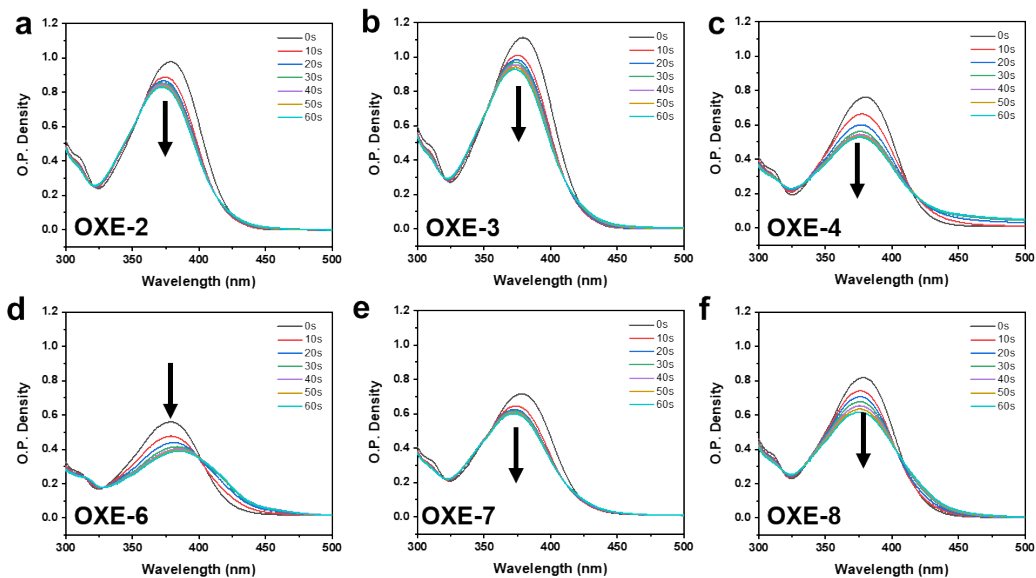 a
1.2
1.0
0.8
0.6
0.4
0.2
0.0
O.P. Density
0s
10s
20s
30s
40s
50s
60s
OXE-2
300 350 400 450 500
Wavelength (nm)
b
1.2
1.0
0.8
0.6
0.4
0.2
0.0
O.P. Density
0s
10s
20s
30s
40s
50s
60s
OXE-3
300 350 400 450 500
Wavelength (nm)
c
1.2
1.0
0.8
0.6
0.4
0.2
0.0
O.P. Density
0s
10s
20s
30s
40s
50s
60s
OXE-4
300 350 400 450 500
Wavelength (nm)
d
1.2
1.0
0.8
0.6
0.4
0.2
0.0
O.P. Density
0s
10s
20s
30s
40s
50s
60s
OXE-6
300 350 400 450 500
Wavelength (nm)
e
1.2
1.0
0.8
0.6
0.4
0.2
0.0
O.P. Density
0s
10s
20s
30s
40s
50s
60s
OXE-7
300 350 400 450 500
Wavelength (nm)
f
1.2
1.0
0.8
0.6
0.4
0.2
0.0
O.P. Density
0s
10s
20s
30s
40s
50s
60s
OXE-8
300 350 400 450 500
Wavelength (nm)